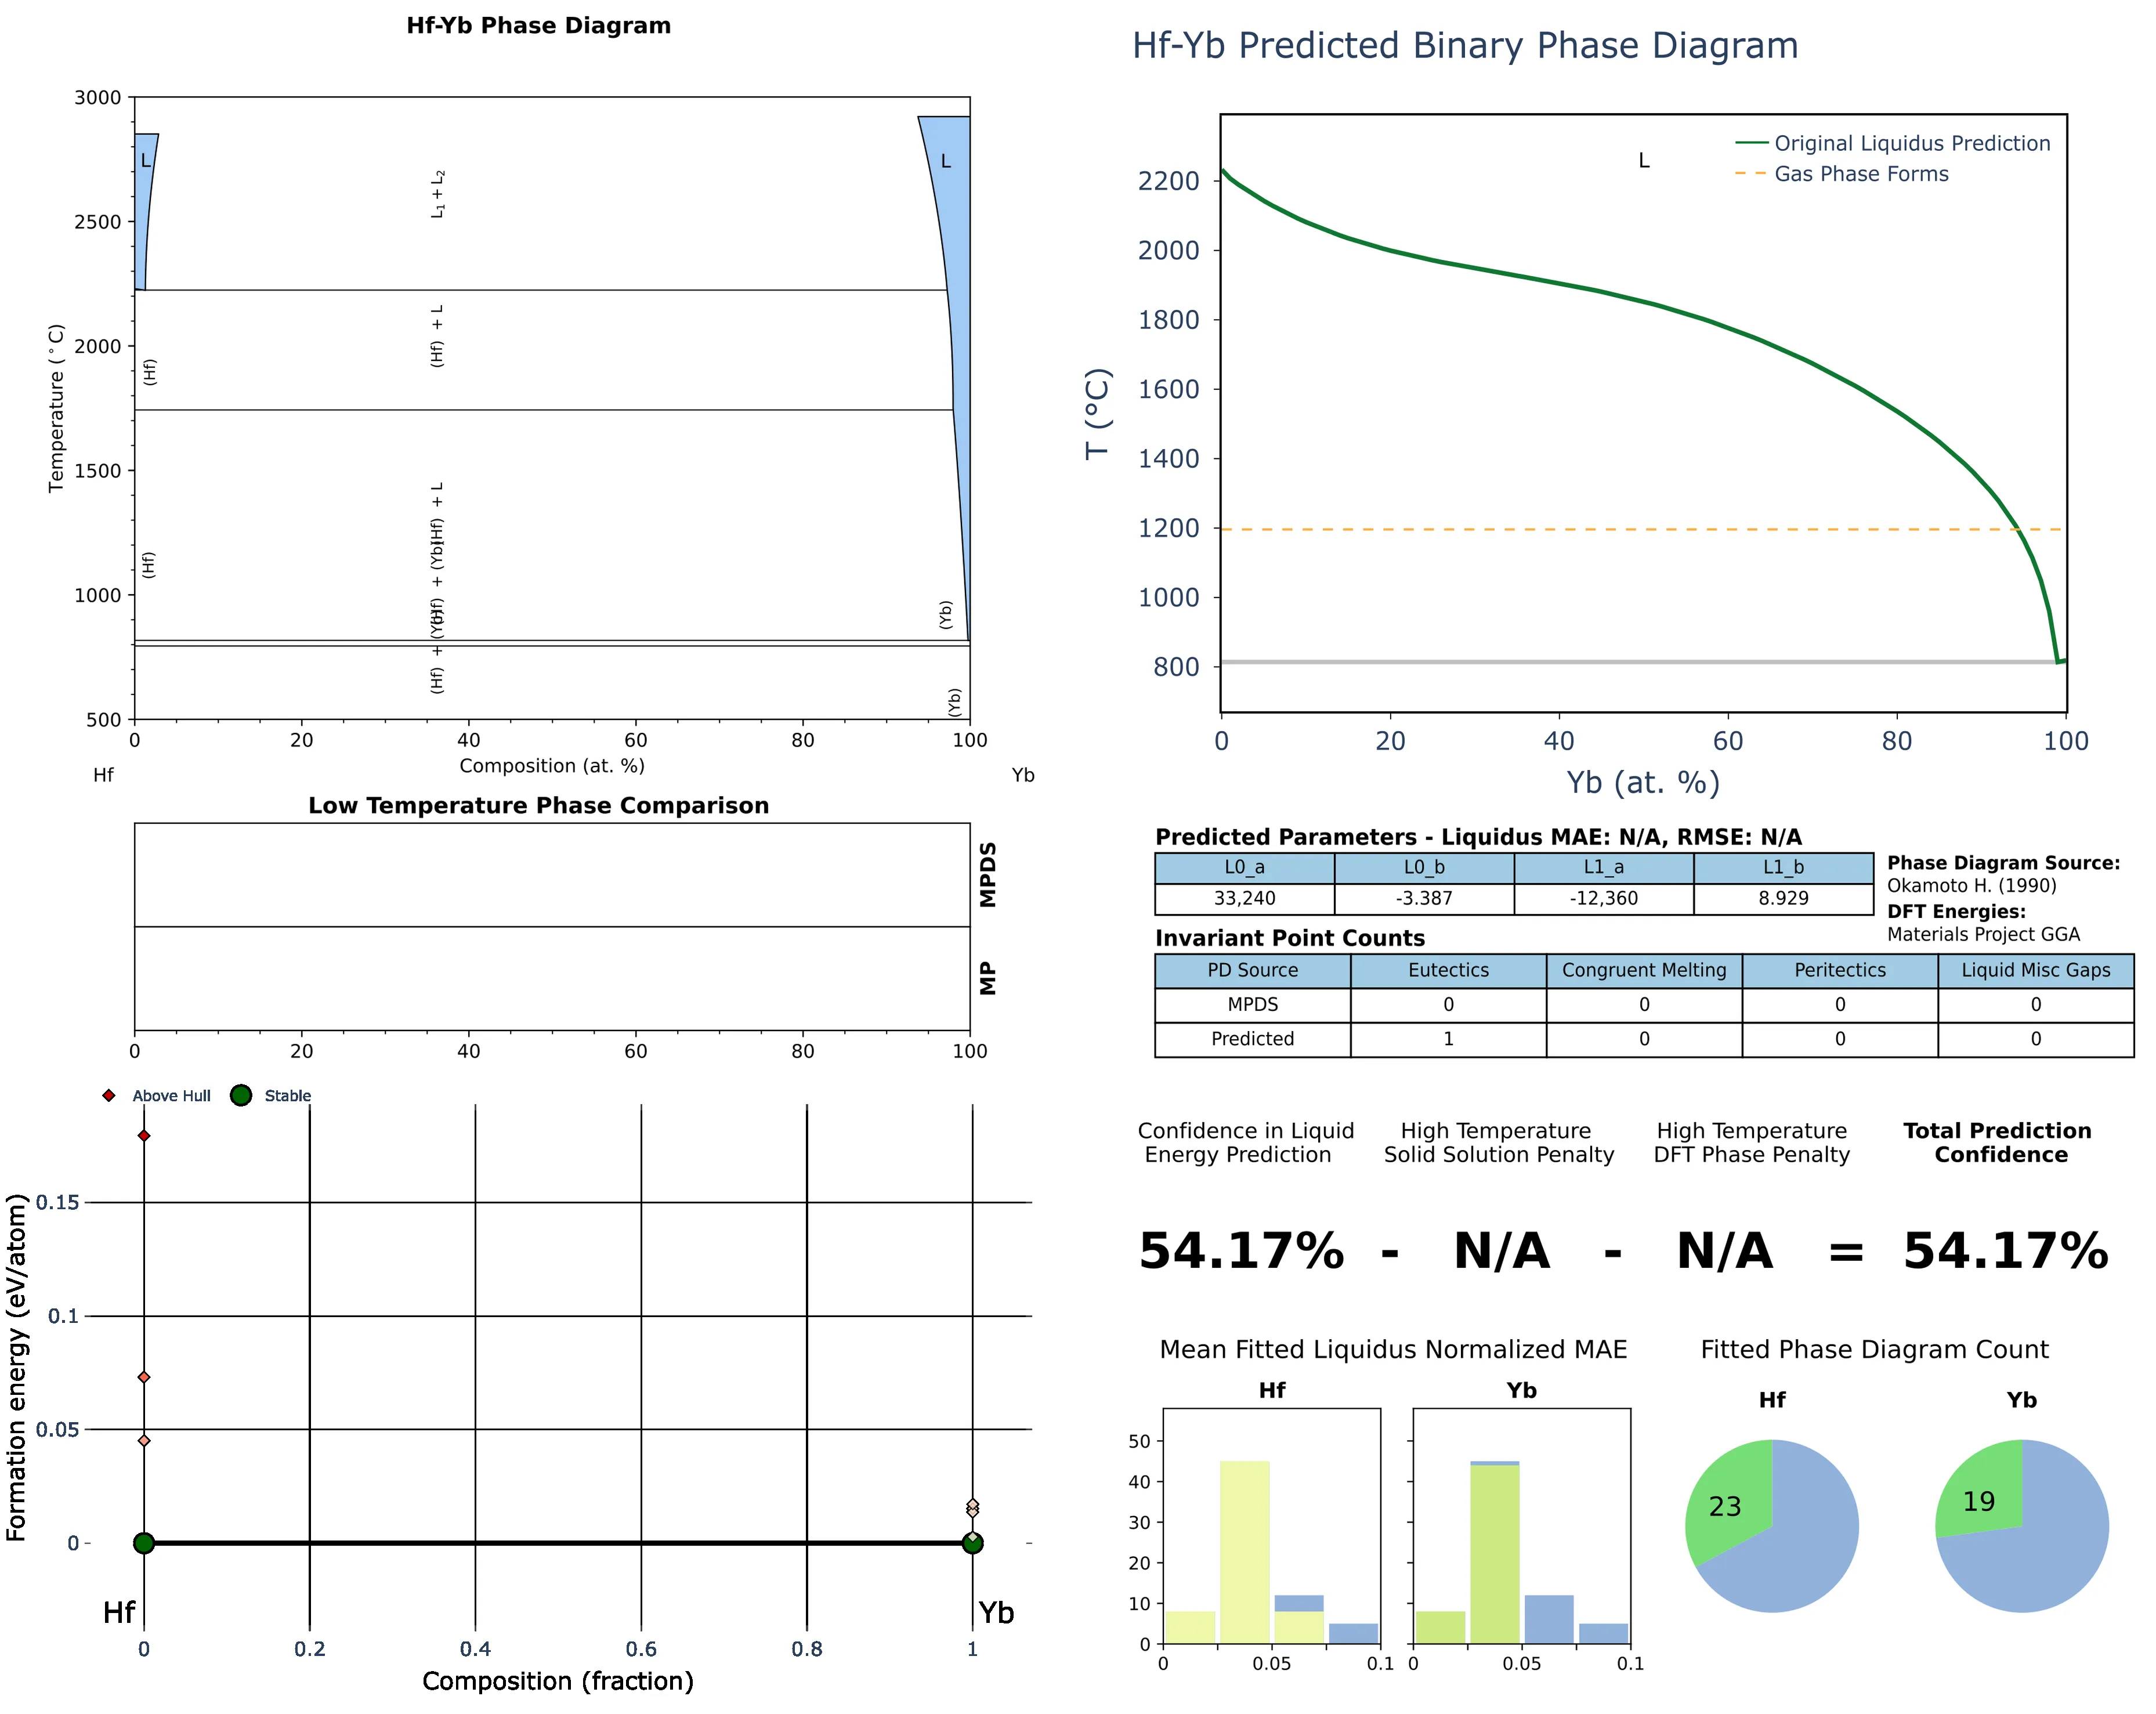 Hf-Yb Phase Diagram
3000
2500
2000
1500
1000
500
Temperature (°C)
L
L
L₁ + L₂
(Hf) + L
(Hf)
(Hf) + L
(Hf)
(Hf) + (Yb)
(Yb)
(Hf) + (Yb)
(Yb)
0 20 40 60 80 100
Composition (at. %)
Hf Yb
Low Temperature Phase Comparison
MPDS
MP
0 20 40 60 80 100
Above Hull Stable
0.15
0.1
0.05
0
Formation energy (eV/atom)
Hf Yb
0 0.2 0.4 0.6 0.8 1
Composition (fraction)
Hf-Yb Predicted Binary Phase Diagram
L
Original Liquidus Prediction
Gas Phase Forms
2200
2000
1800
1600
1400
1200
1000
800
T (°C)
0 20 40 60 80 100
Yb (at. %)
Predicted Parameters - Liquidus MAE: N/A, RMSE: N/A
L0_a L0_b L1_a L1_b
33,240 -3.387 -12,360 8.929
Phase Diagram Source:
Okamoto H. (1990)
DFT Energies:
Materials Project GGA
Invariant Point Counts
PD Source Eutectics Congruent Melting Peritectics Liquid Misc Gaps
MPDS 0 0 0 0
Predicted 1 0 0 0
Confidence in Liquid
Energy Prediction
High Temperature
Solid Solution Penalty
High Temperature
DFT Phase Penalty
Total Prediction
Confidence
54.17% - N/A - N/A = 54.17%
Mean Fitted Liquidus Normalized MAE
Hf Yb
50
40
30
20
10
0
0 0.05 0.1
0 0.05 0.1
Fitted Phase Diagram Count
Hf Yb
23 19